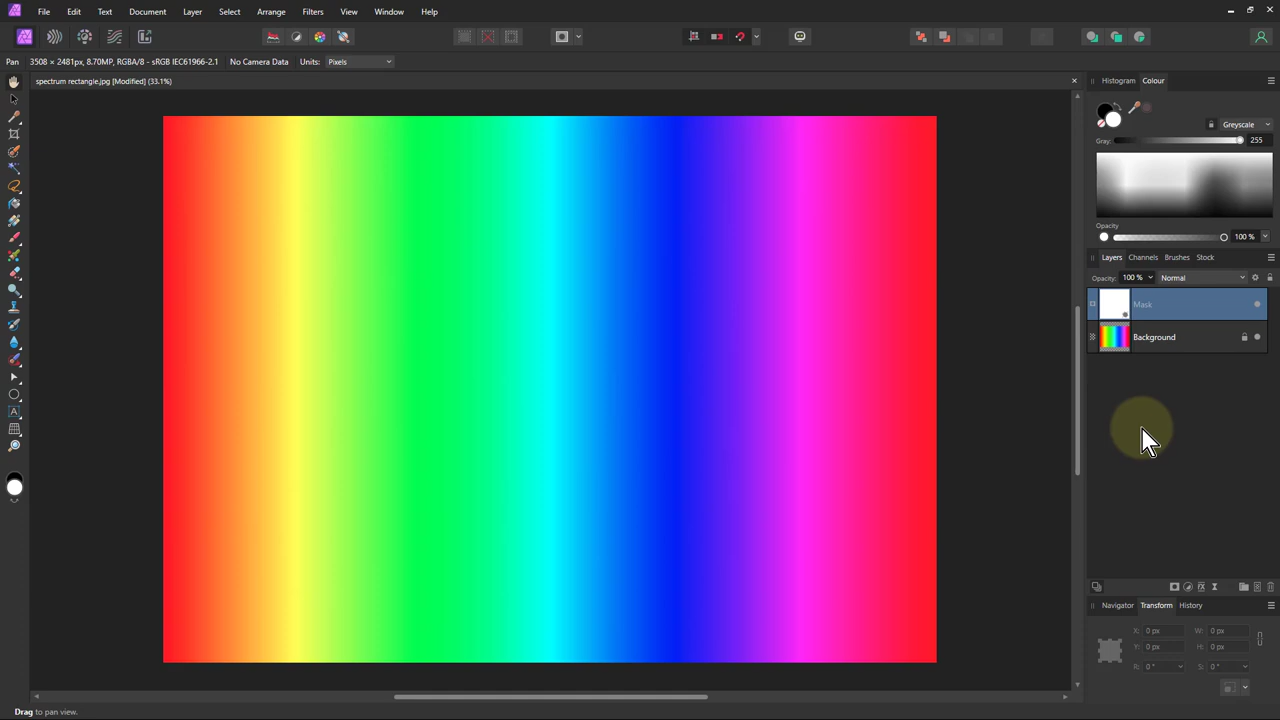 File Edit Text Document Layer Select Arrange Filters View Window Help
Pan 3508 × 2481px, 8.70MP, RGBA/8 - sRGB IEC61966-2.1 No Camera Data Units: Pixels
spectrum rectangle.jpg [Modified] (33.1%)
Histogram Colour
Greyscale
Gray: 255
Opacity
100 %
Layers Channels Brushes Stock
Opacity: 100 % Normal
Mask
Background
Navigator Transform History
X: 0 px W: 0 px
Y: 0 px H: 0 px
R: 0 ° S: 0 °
Drag to pan view.